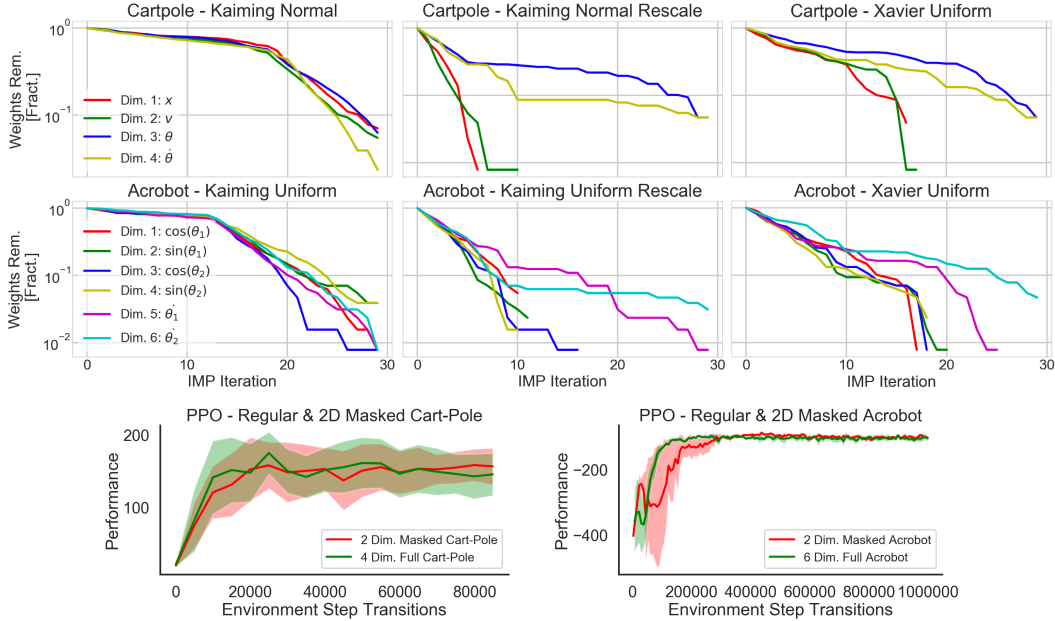 Cartpole - Kaiming Normal
Cartpole - Kaiming Normal Rescale
Cartpole - Xavier Uniform
Weights Rem.
[Fract.]
10⁰
10⁻¹
Dim. 1: x
Dim. 2: v
Dim. 3: θ
Dim. 4: θ̇
Acrobot - Kaiming Uniform
Acrobot - Kaiming Uniform Rescale
Acrobot - Xavier Uniform
Weights Rem.
[Fract.]
10⁰
10⁻¹
10⁻²
Dim. 1: cos(θ₁)
Dim. 2: sin(θ₁)
Dim. 3: cos(θ₂)
Dim. 4: sin(θ₂)
Dim. 5: θ̇₁
Dim. 6: θ̇₂
0 10 20 30
0 10 20 30
0 10 20 30
IMP Iteration
IMP Iteration
IMP Iteration
PPO - Regular & 2D Masked Cart-Pole
Performance
200
100
2 Dim. Masked Cart-Pole
4 Dim. Full Cart-Pole
0 20000 40000 60000 80000
Environment Step Transitions
PPO - Regular & 2D Masked Acrobot
Performance
−200
−400
2 Dim. Masked Acrobot
6 Dim. Full Acrobot
0 200000 400000 600000 800000 1000000
Environment Step Transitions